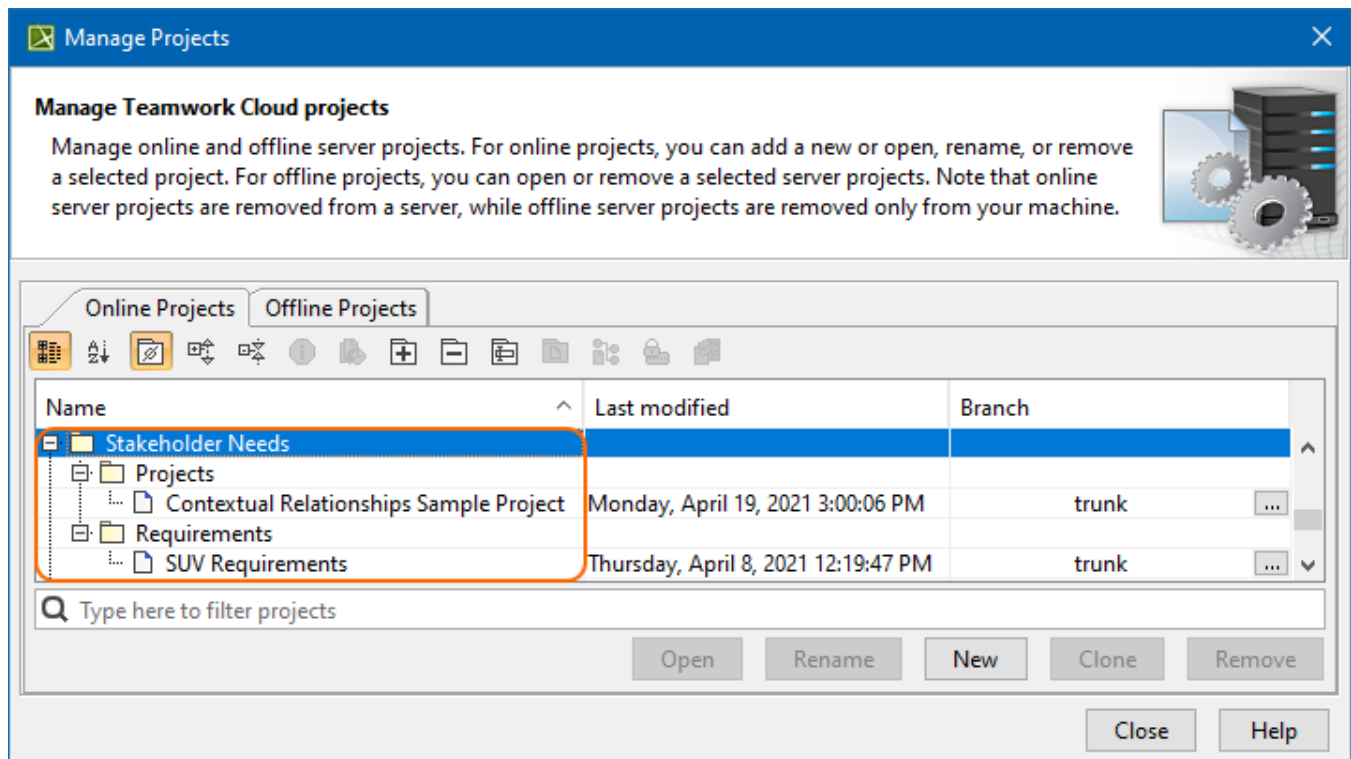 Manage Projects
Manage Teamwork Cloud projects
Manage online and offline server projects. For online projects, you can add a new or open, rename, or remove
a selected project. For offline projects, you can open or remove a selected server projects. Note that online
server projects are removed from a server, while offline server projects are removed only from your machine.
Online Projects Offline Projects
Name Last modified Branch
Stakeholder Needs
Projects
Contextual Relationships Sample Project Monday, April 19, 2021 3:00:06 PM trunk ...
Requirements
SUV Requirements Thursday, April 8, 2021 12:19:47 PM trunk ...
Type here to filter projects
Open Rename New Clone Remove
Close Help